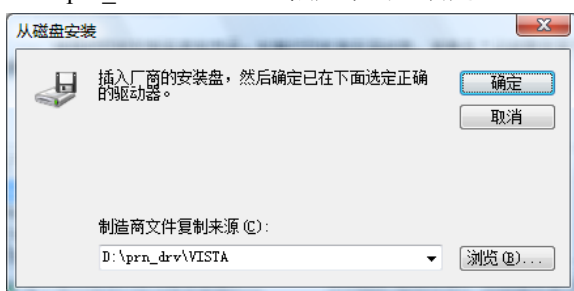 从磁盘安装
插入厂商的安装盘，然后确定已在下面选定正确
的驱动器。
确定
取消
制造商文件复制来源(C):
D:\prn_drv\VISTA
浏览(B)...